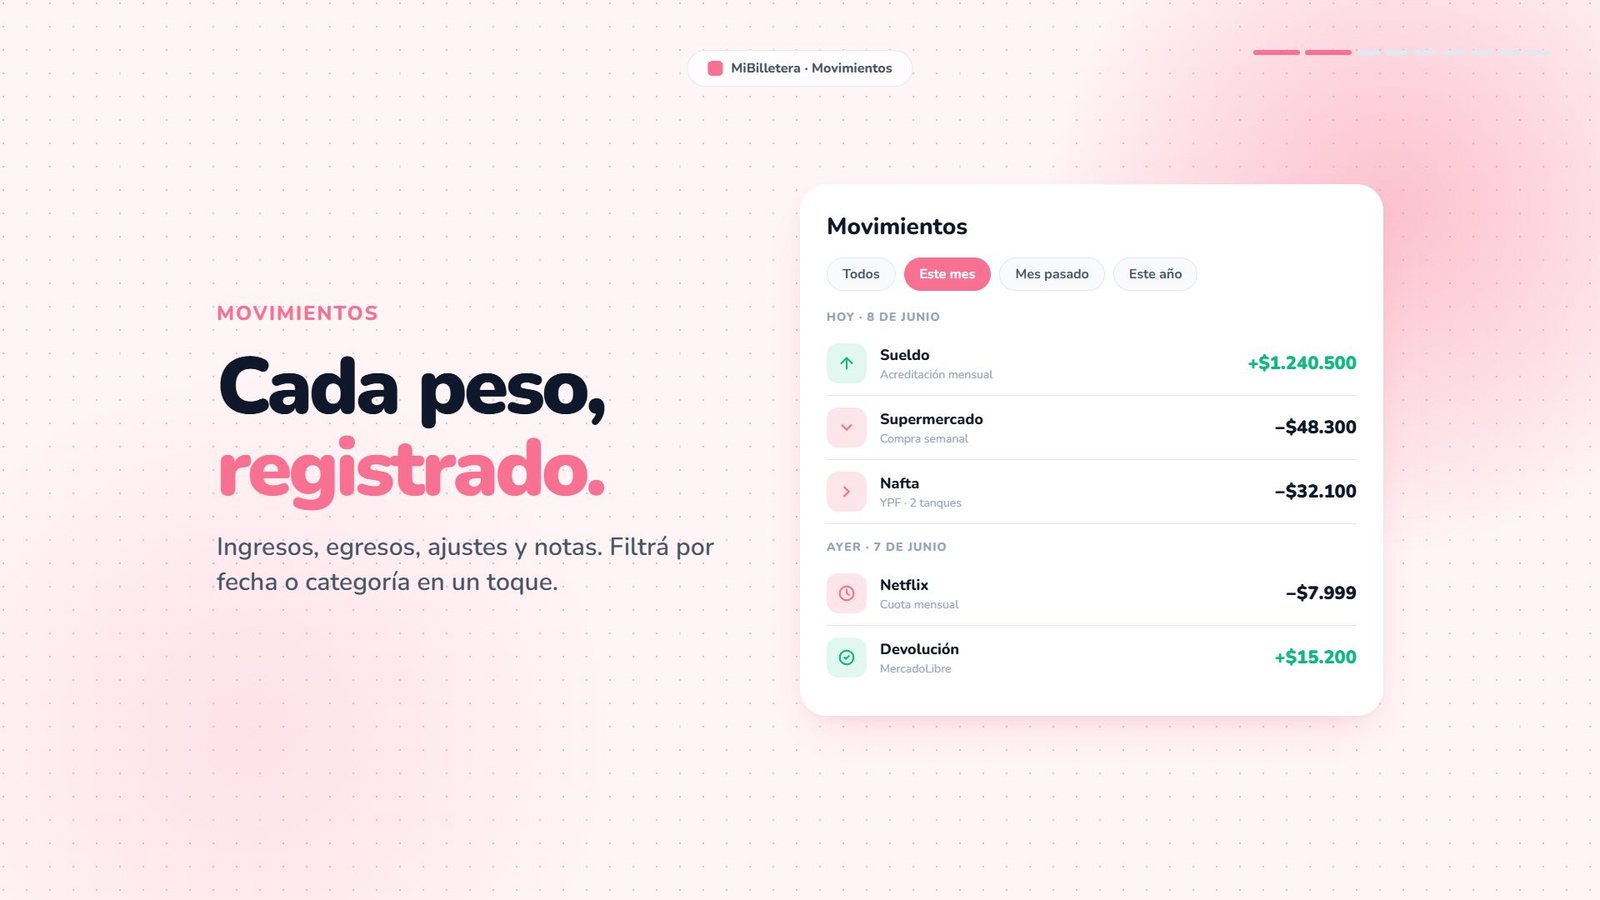 MiBilletera · Movimientos
MOVIMIENTOS
Cada peso,
registrado.
Ingresos, egresos, ajustes y notas. Filtrá por
fecha o categoría en un toque.
Movimientos
Todos
Este mes
Mes pasado
Este año
HOY · 8 DE JUNIO
Sueldo
Acreditación mensual
+$1.240.500
Supermercado
Compra semanal
−$48.300
Nafta
YPF · 2 tanques
−$32.100
AYER · 7 DE JUNIO
Netflix
Cuota mensual
−$7.999
Devolución
MercadoLibre
+$15.200